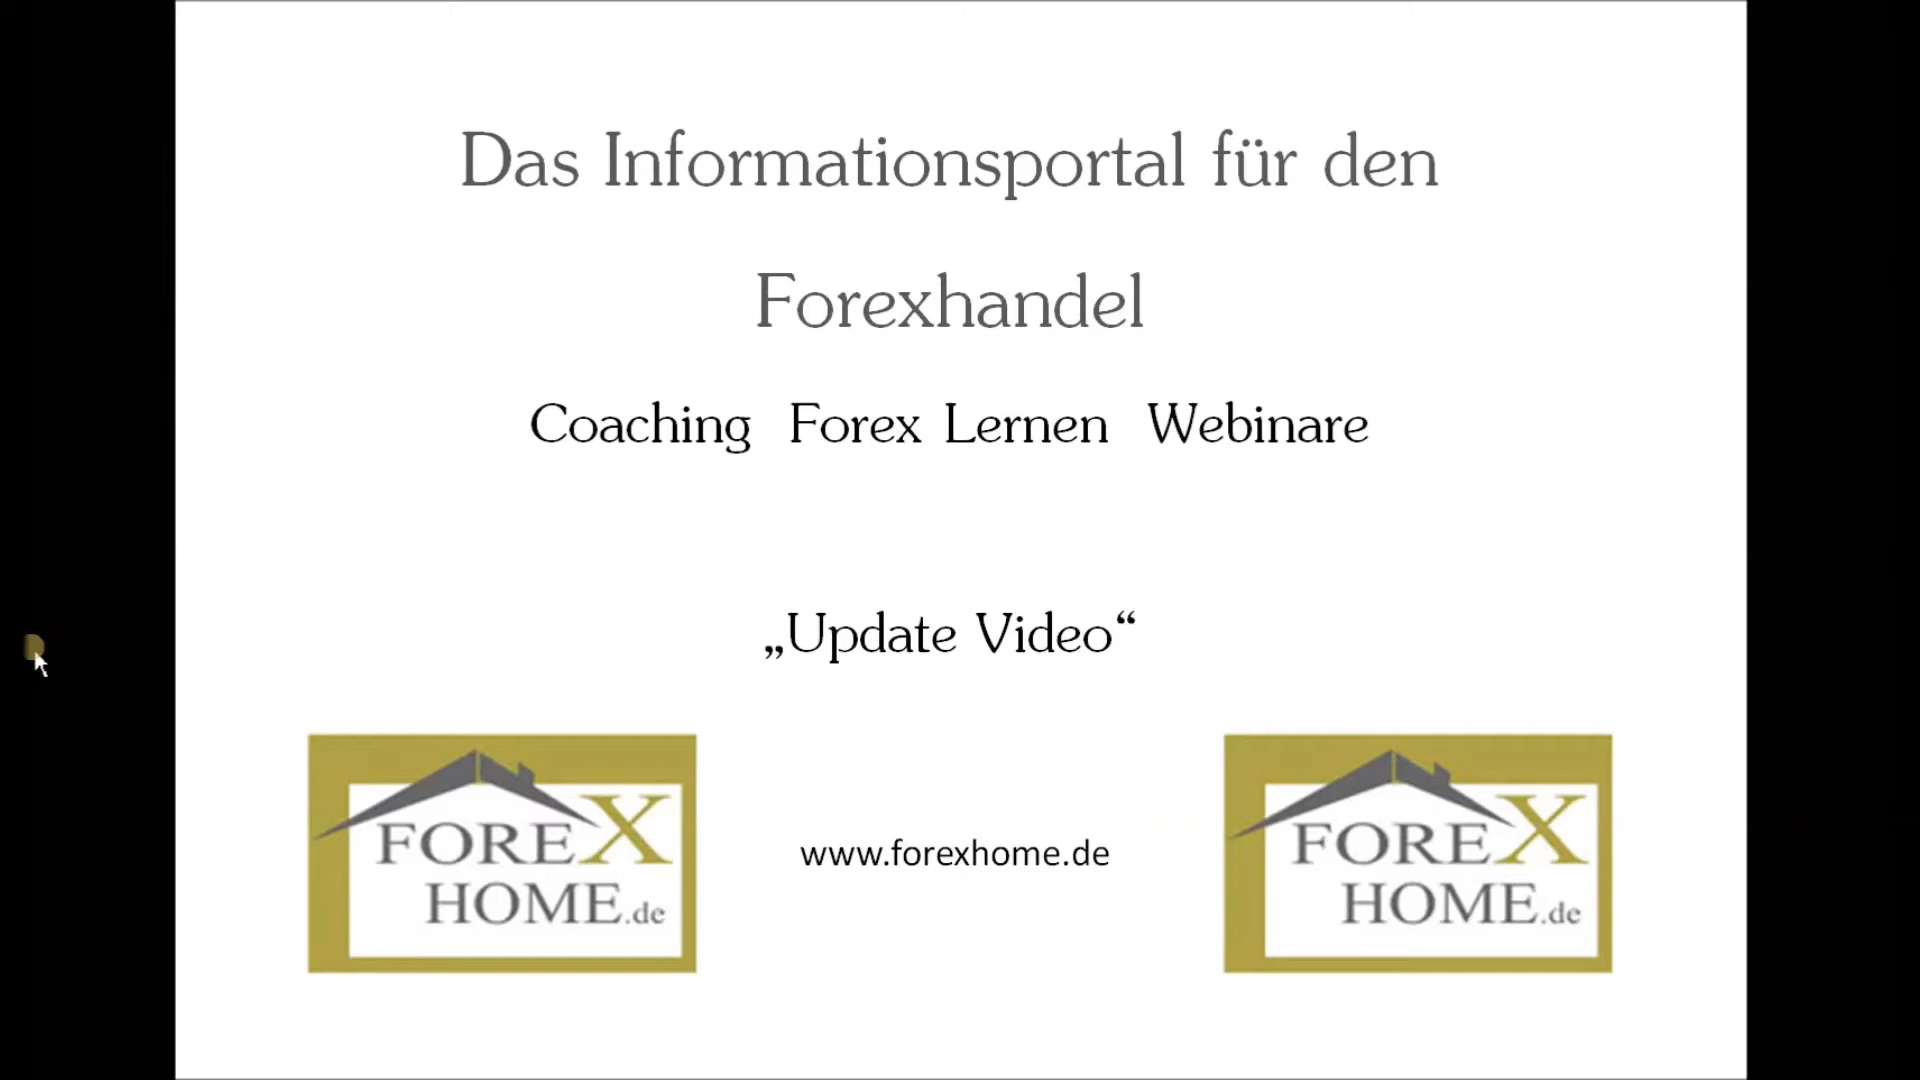 Das Informationsportal für den
Forexhandel
Coaching Forex Lernen Webinare
„Update Video“
FOREX
HOME.de
www.forexhome.de
FOREX
HOME.de